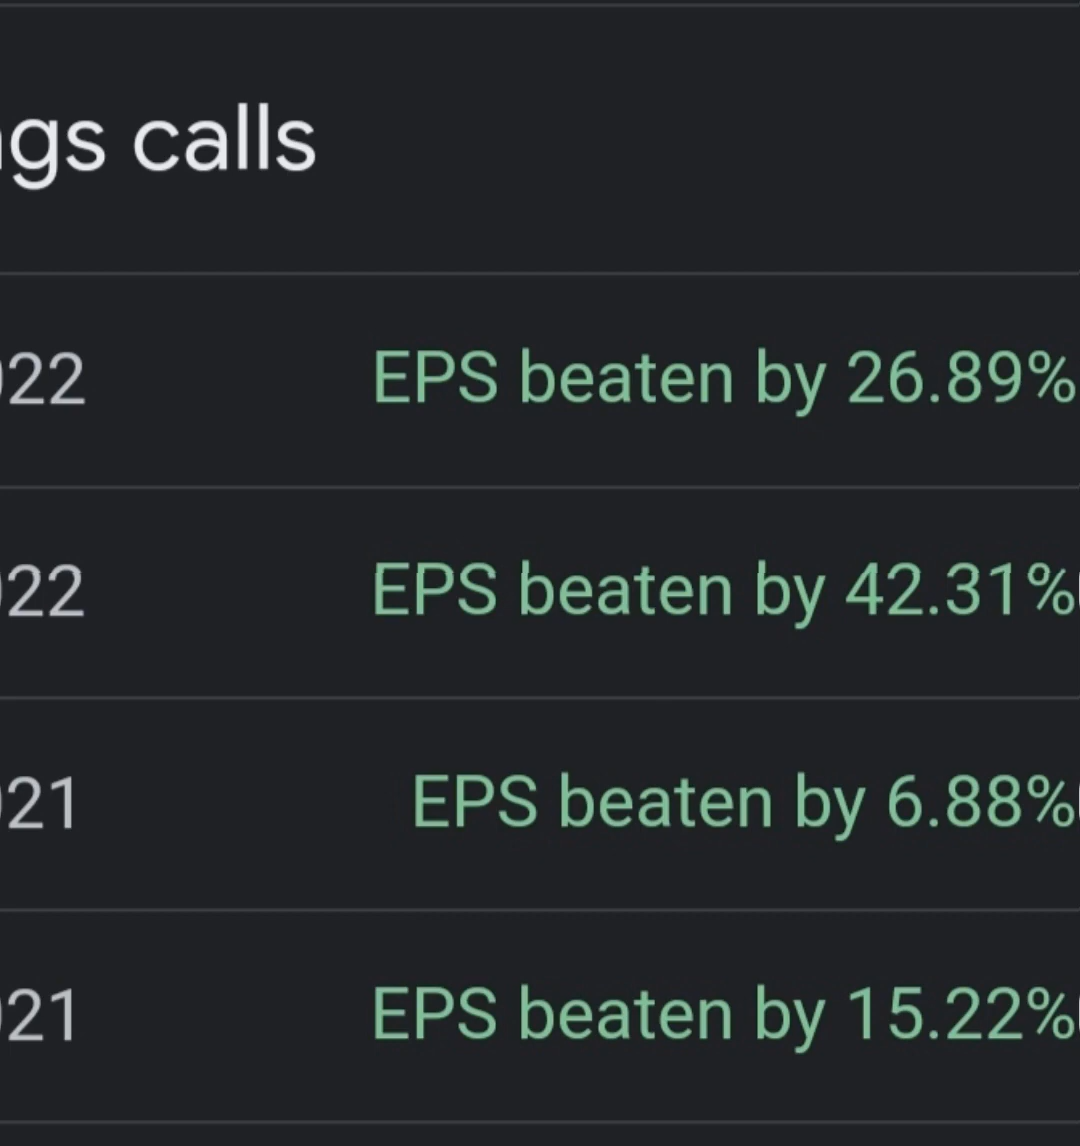 gs calls
22 EPS beaten by 26.89%
22 EPS beaten by 42.31%
21 EPS beaten by 6.88%
21 EPS beaten by 15.22%